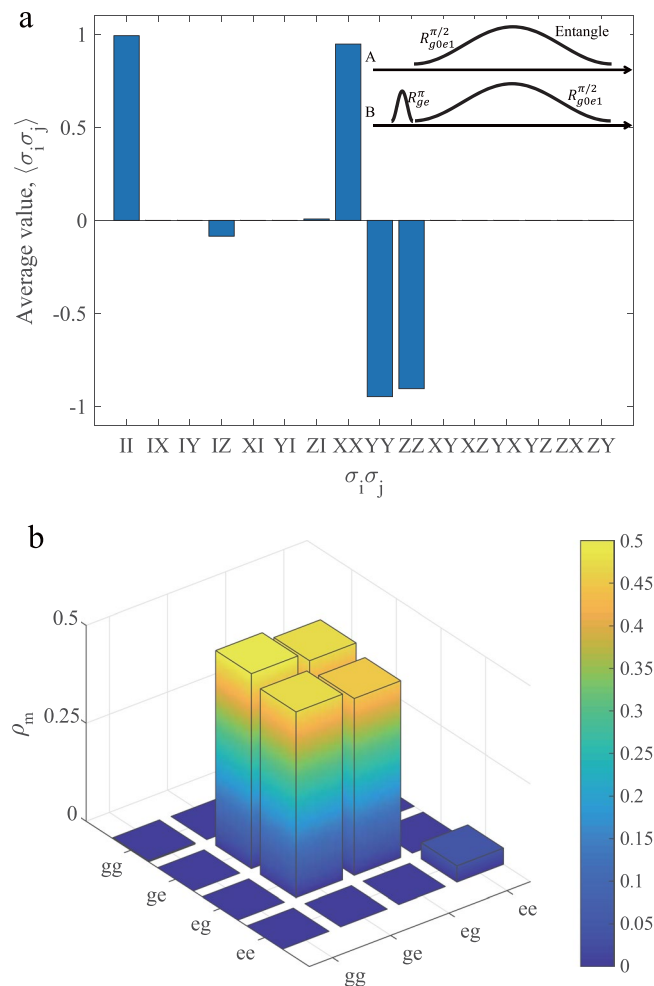 a
1
0.5
0
-0.5
-1
Average value, ⟨σᵢσⱼ⟩
A
R_{g0e1}^{π/2}
Entangle
B
R_{ge}^{π}
R_{g0e1}^{π/2}
II IX IY IZ XI YI ZI XX YY ZZ XY XZ YX YZ ZX ZY
σᵢσⱼ
b
0.5
0.25
0
ρₘ
gg
ge
eg
ee
gg
ge
eg
ee
0.5
0.45
0.4
0.35
0.3
0.25
0.2
0.15
0.1
0.05
0